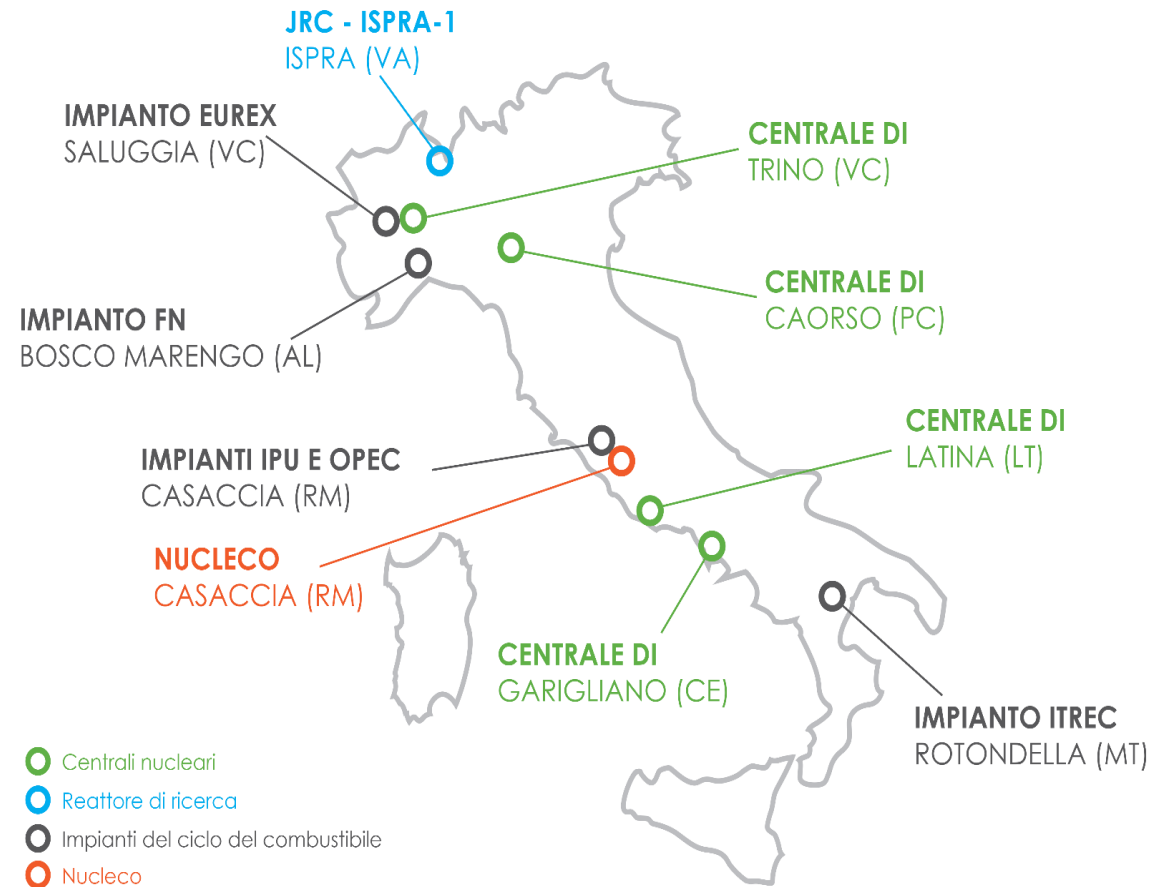 JRC - ISPRA-1
ISPRA (VA)
IMPIANTO EUREX
SALUGGIA (VC)
CENTRALE DI
TRINO (VC)
CENTRALE DI
CAORSO (PC)
IMPIANTO FN
BOSCO MARENGO (AL)
CENTRALE DI
LATINA (LT)
IMPIANTI IPU E OPEC
CASACCIA (RM)
NUCLECO
CASACCIA (RM)
CENTRALE DI
GARIGLIANO (CE)
IMPIANTO ITREC
ROTONDELLA (MT)
Centrali nucleari
Reattore di ricerca
Impianti del ciclo del combustibile
Nucleco